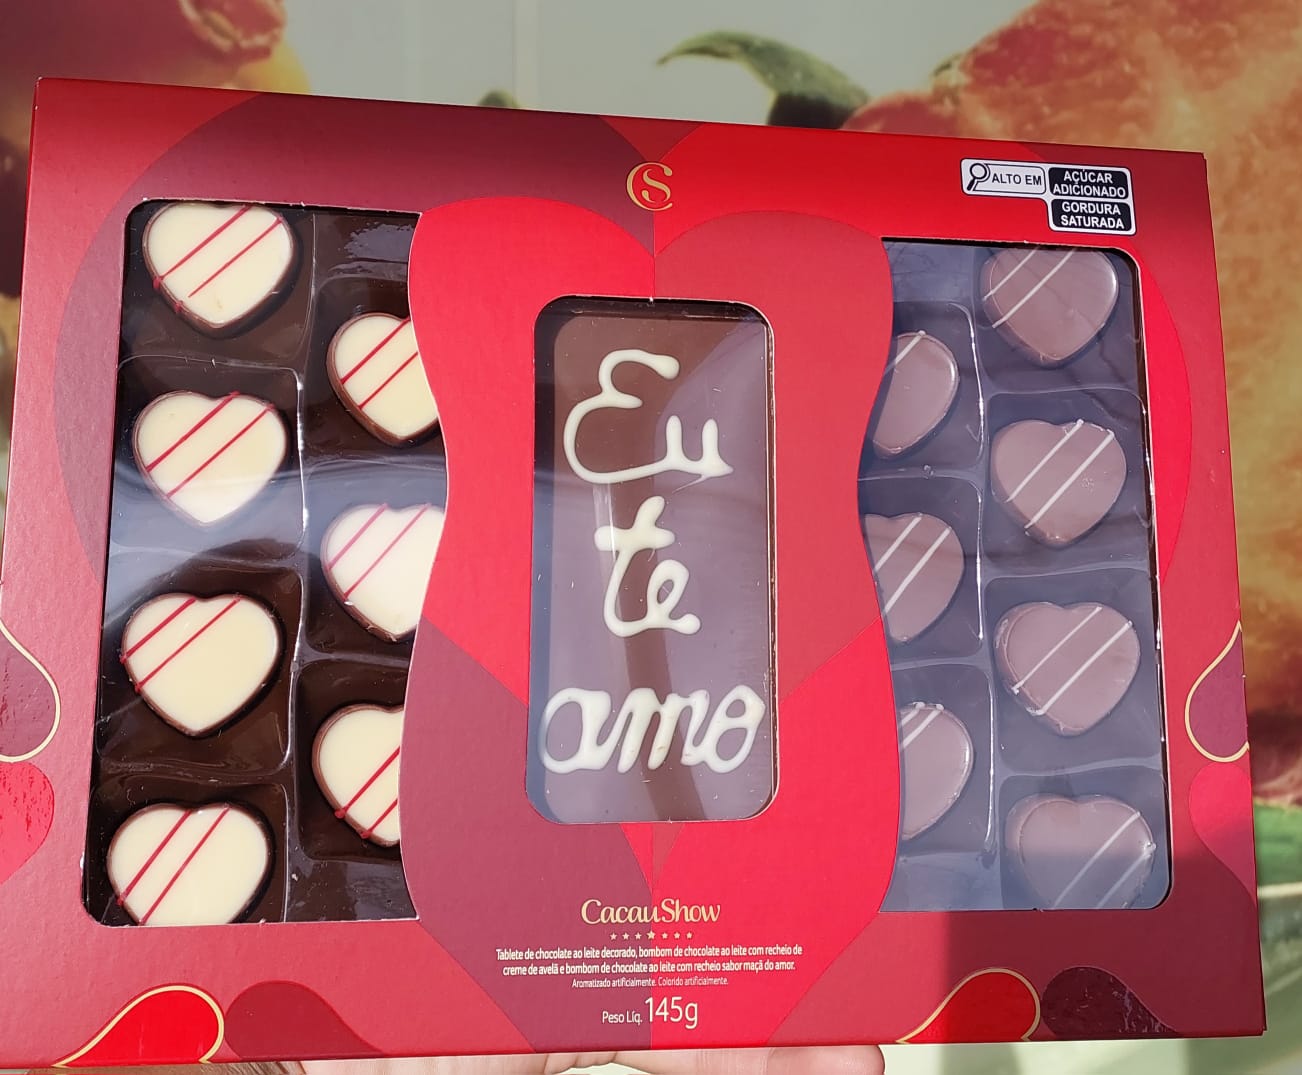 CS
ALTO EM
AÇÚCAR
ADICIONADO
GORDURA
SATURADA
Eu
te
amo
CacauShow
Tablete de chocolate ao leite decorado, bombom de chocolate ao leite com recheio de
creme de avelã e bombom de chocolate ao leite com recheio sabor maçã do amor.
Aromatizado artificialmente. Colorido artificialmente.
Peso Líq. 145g